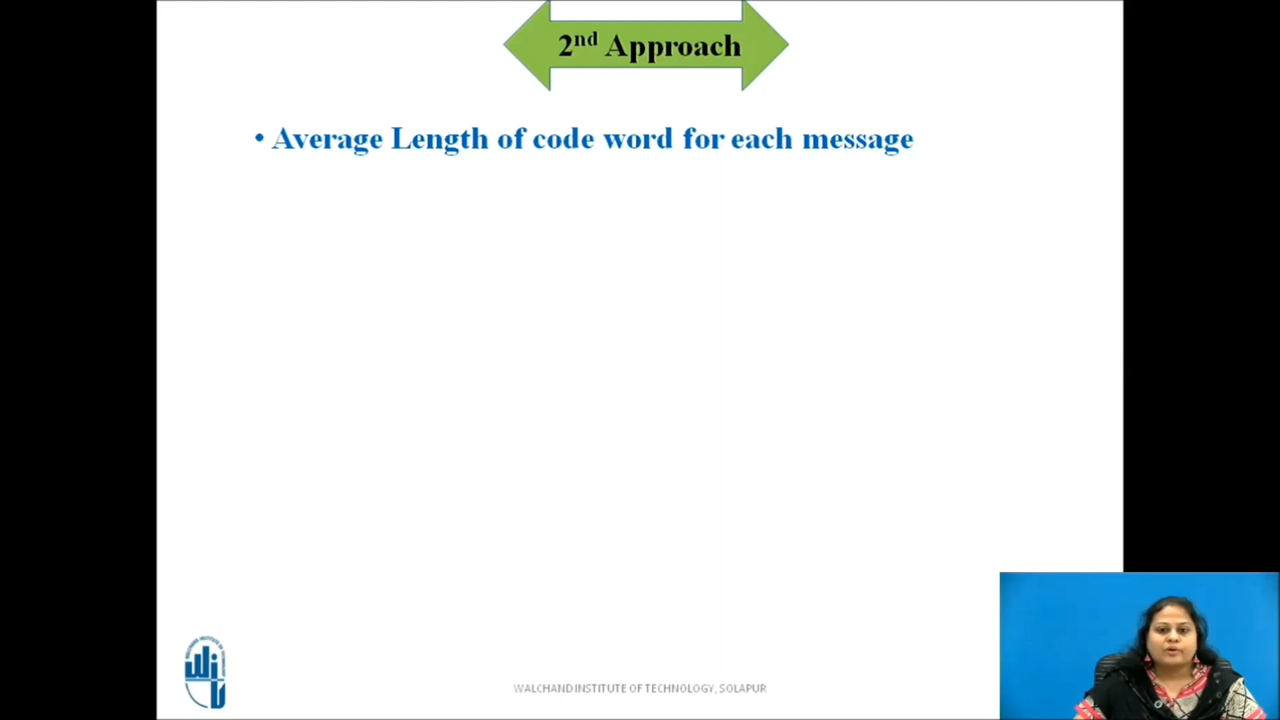 2nd Approach
• Average Length of code word for each message
WALCHAND INSTITUTE OF TECHNOLOGY, SOLAPUR